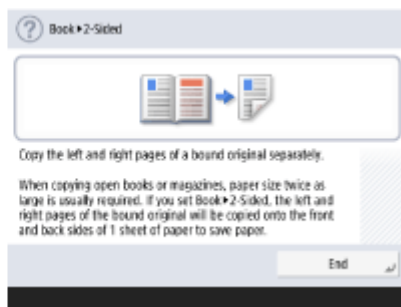 ? Book▶2-Sided
Copy the left and right pages of a bound original separately.
When copying open books or magazines, paper size twice as
large is usually required. If you set Book▶2-Sided, the left and
right pages of the bound original will be copied onto the front
and back sides of 1 sheet of paper to save paper.
End